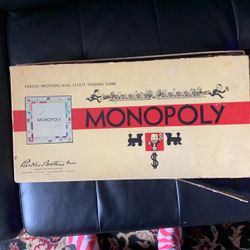 PARKER BROTHERS REAL ESTATE TRADING GAME
MONOPOLY
MONOPOLY
Parker Brothers Inc.